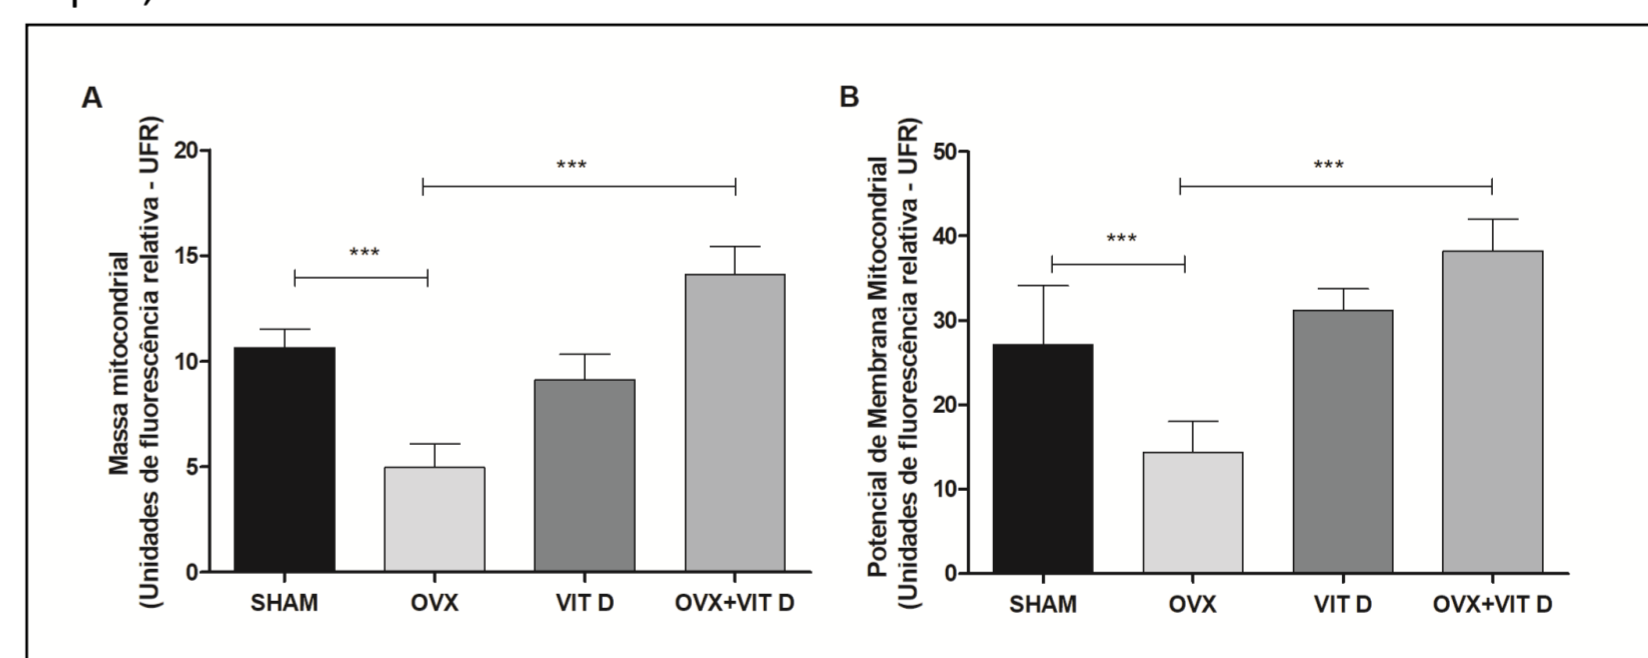 A
Massa mitocondrial
(Unidades de fluorescência relativa - UFR)
20
15
10
5
0
***
***
SHAM
OVX
VIT D
OVX+VIT D
B
Potencial de Membrana Mitocondrial
(Unidades de fluorescência relativa - UFR)
50
40
30
20
10
0
***
***
SHAM
OVX
VIT D
OVX+VIT D